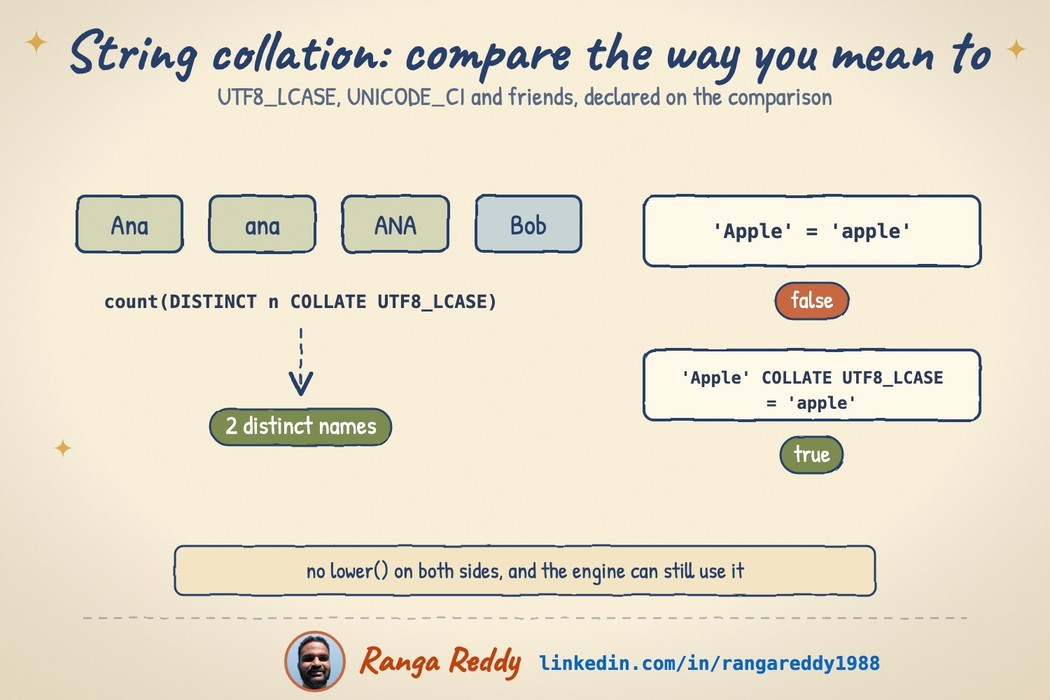 String collation: compare the way you mean to
UTF8_LCASE, UNICODE_CI and friends, declared on the comparison
Ana
ana
ANA
Bob
count(DISTINCT n COLLATE UTF8_LCASE)
2 distinct names
'Apple' = 'apple'
false
'Apple' COLLATE UTF8_LCASE
= 'apple'
true
no lower() on both sides, and the engine can still use it
Ranga Reddy
linkedin.com/in/rangareddy1988